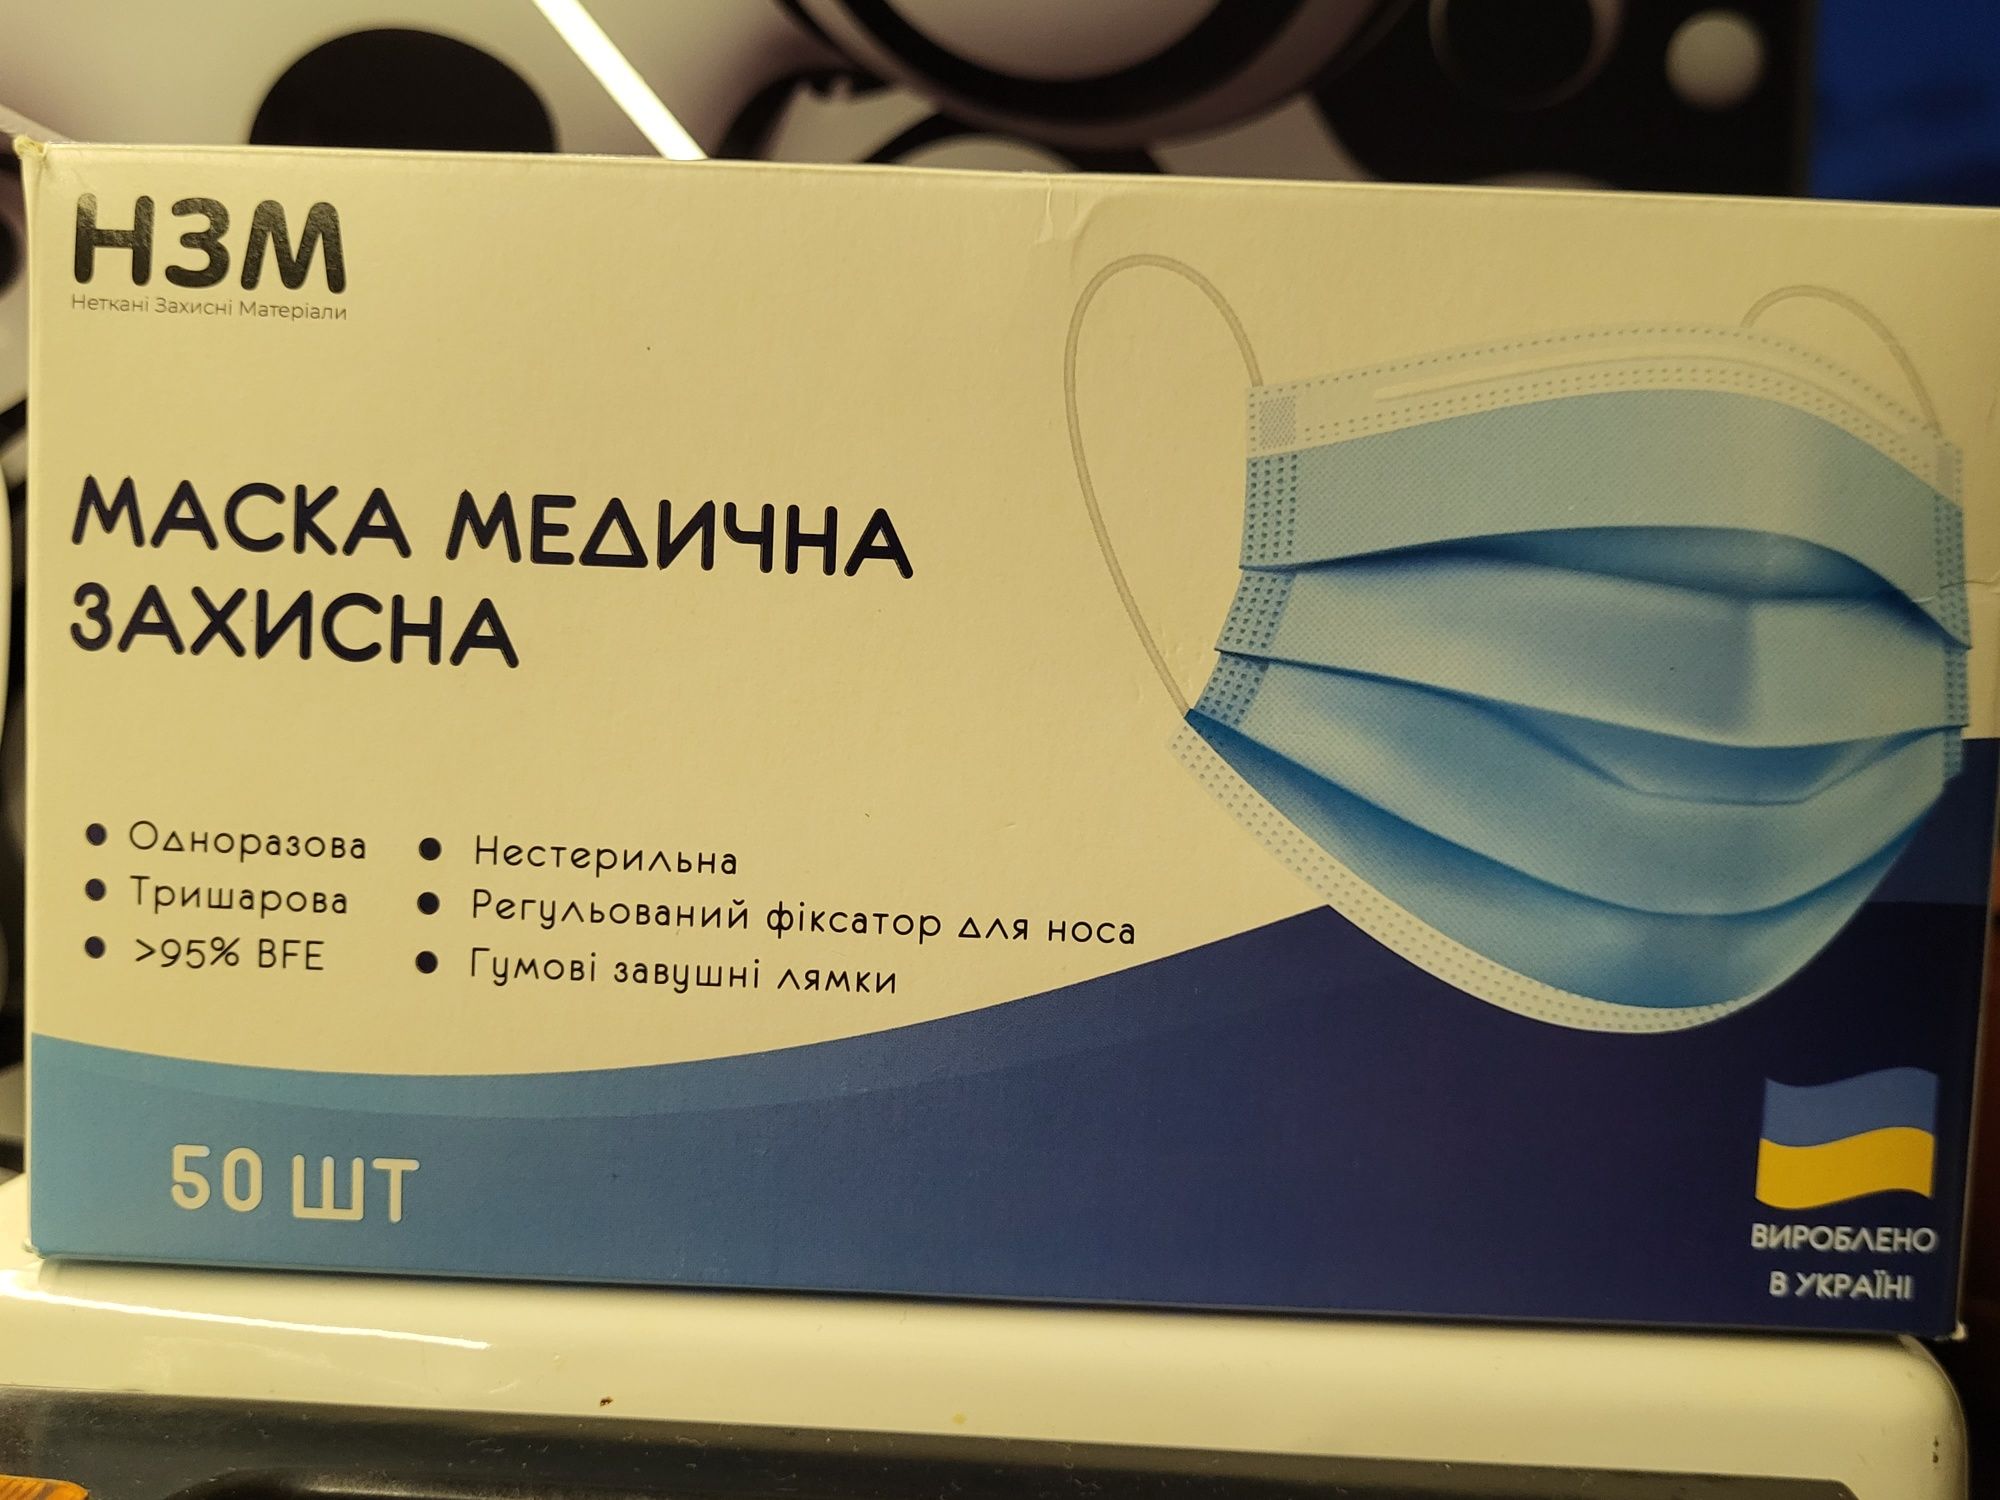 НЗМ
Неткані Захисні Матеріали
МАСКА МЕДИЧНА
ЗАХИСНА
• Одноразова
• Тришарова
• >95% BFE
• Нестерильна
• Регульований фіксатор для носа
• Гумові завушні лямки
50 ШТ
ВИРОБЛЕНО
В УКРАЇНІ